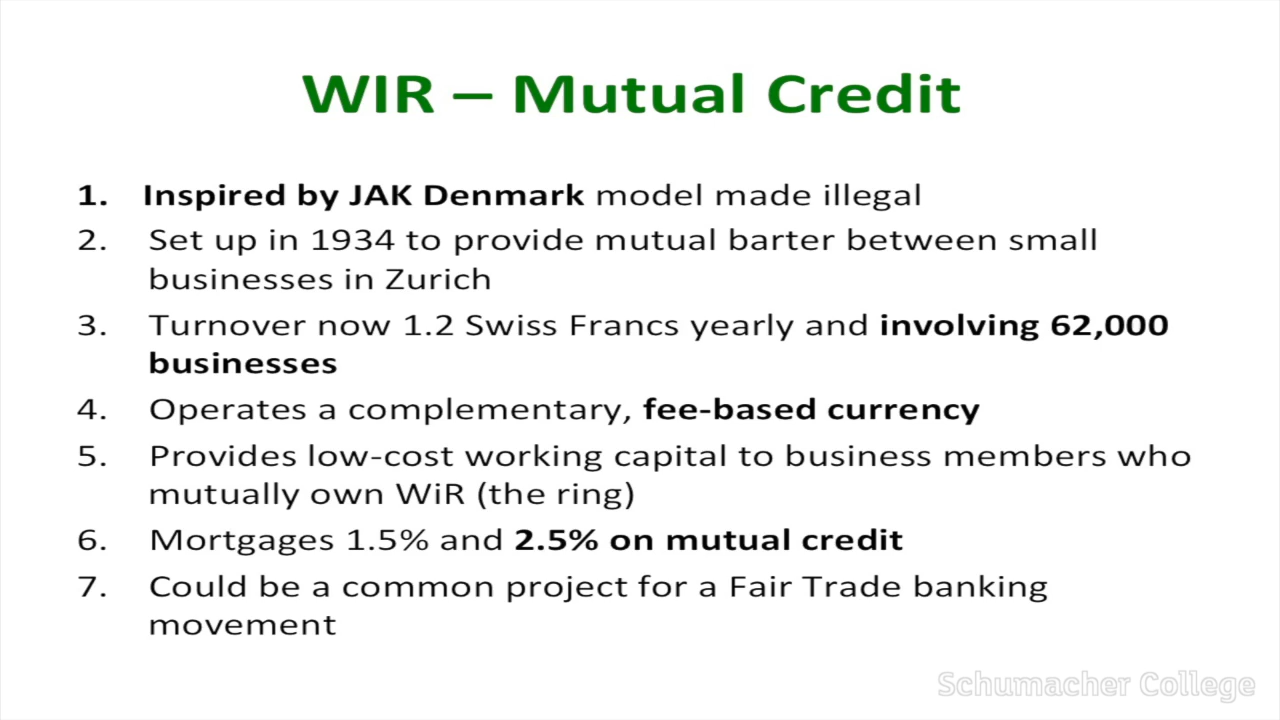 WIR – Mutual Credit
1. Inspired by JAK Denmark model made illegal
2. Set up in 1934 to provide mutual barter between small
businesses in Zurich
3. Turnover now 1.2 Swiss Francs yearly and involving 62,000
businesses
4. Operates a complementary, fee-based currency
5. Provides low-cost working capital to business members who
mutually own WiR (the ring)
6. Mortgages 1.5% and 2.5% on mutual credit
7. Could be a common project for a Fair Trade banking
movement
Schumacher College